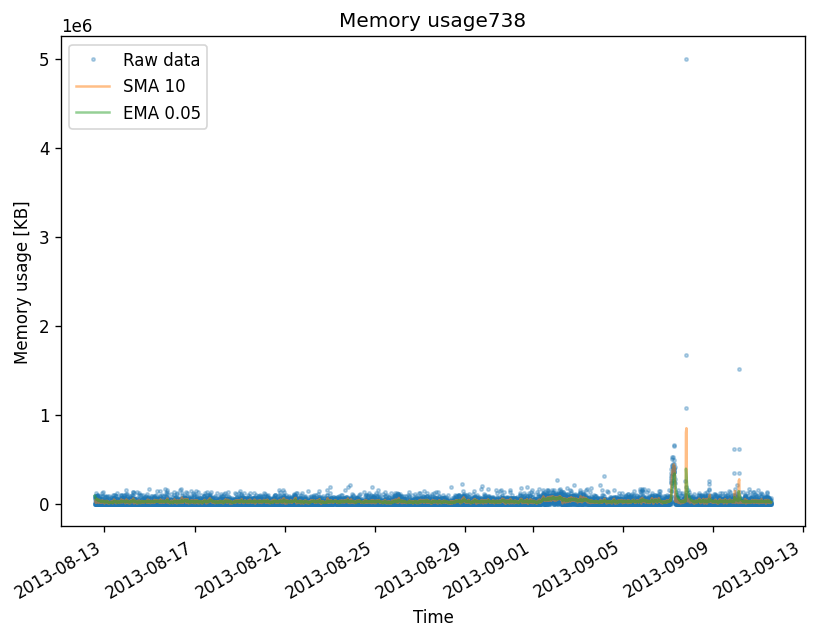 Memory usage738
1e6
Raw data
SMA 10
EMA 0.05
5
4
3
2
1
0
Memory usage [KB]
2013-08-13
2013-08-17
2013-08-21
2013-08-25
2013-08-29
2013-09-01
2013-09-05
2013-09-09
2013-09-13
Time